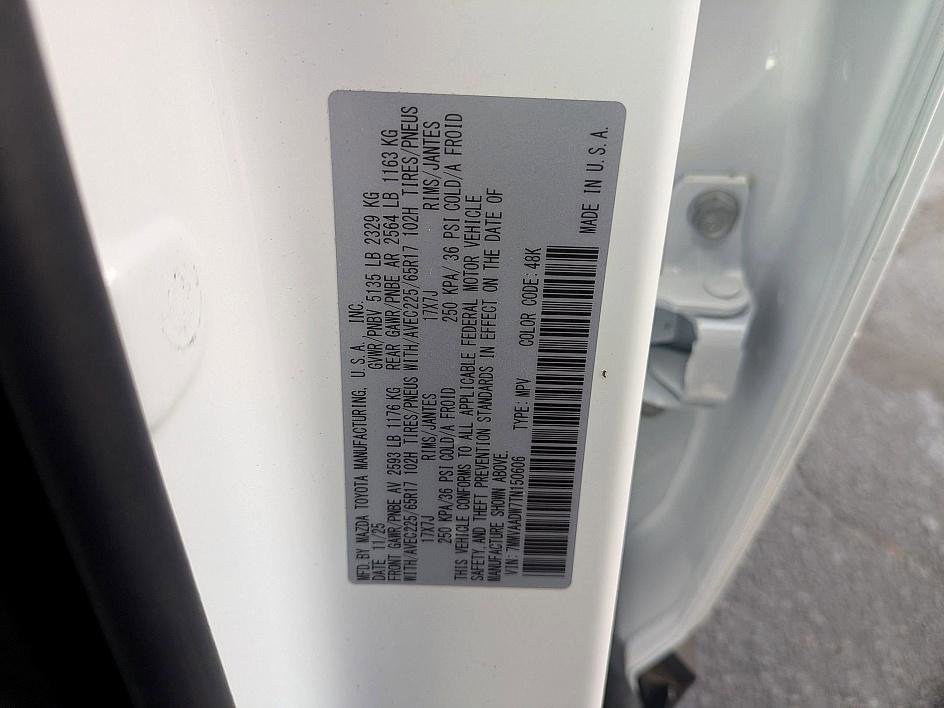 MFD. BY MAZDA TOYOTA MANUFACTURING, U.S.A., INC.
DATE 11/25 GVWR/PNBV 5135 LB 2329 KG
FRONT GAWR/PNBE AV 2593 LB 1176 KG REAR GAWR/PNBE AR 2564 LB 1163 KG
WITH/AVEC225/65R17 102H TIRES/PNEUS WITH/AVEC225/65R17 102H TIRES/PNEUS
17X7J RIMS/JANTES 17X7J RIMS/JANTES
250 KPA/36 PSI COLD/A FROID 250 KPA/ 36 PSI COLD/A FROID
THIS VEHICLE CONFORMS TO ALL APPLICABLE FEDERAL MOTOR VEHICLE
SAFETY, AND THEFT PREVENTION STANDARDS IN EFFECT ON THE DATE OF
MANUFACTURE SHOWN ABOVE.
VIN: 7MMVAADW7TN150606 TYPE: MPV COLOR CODE: 48K
MADE IN U.S.A.